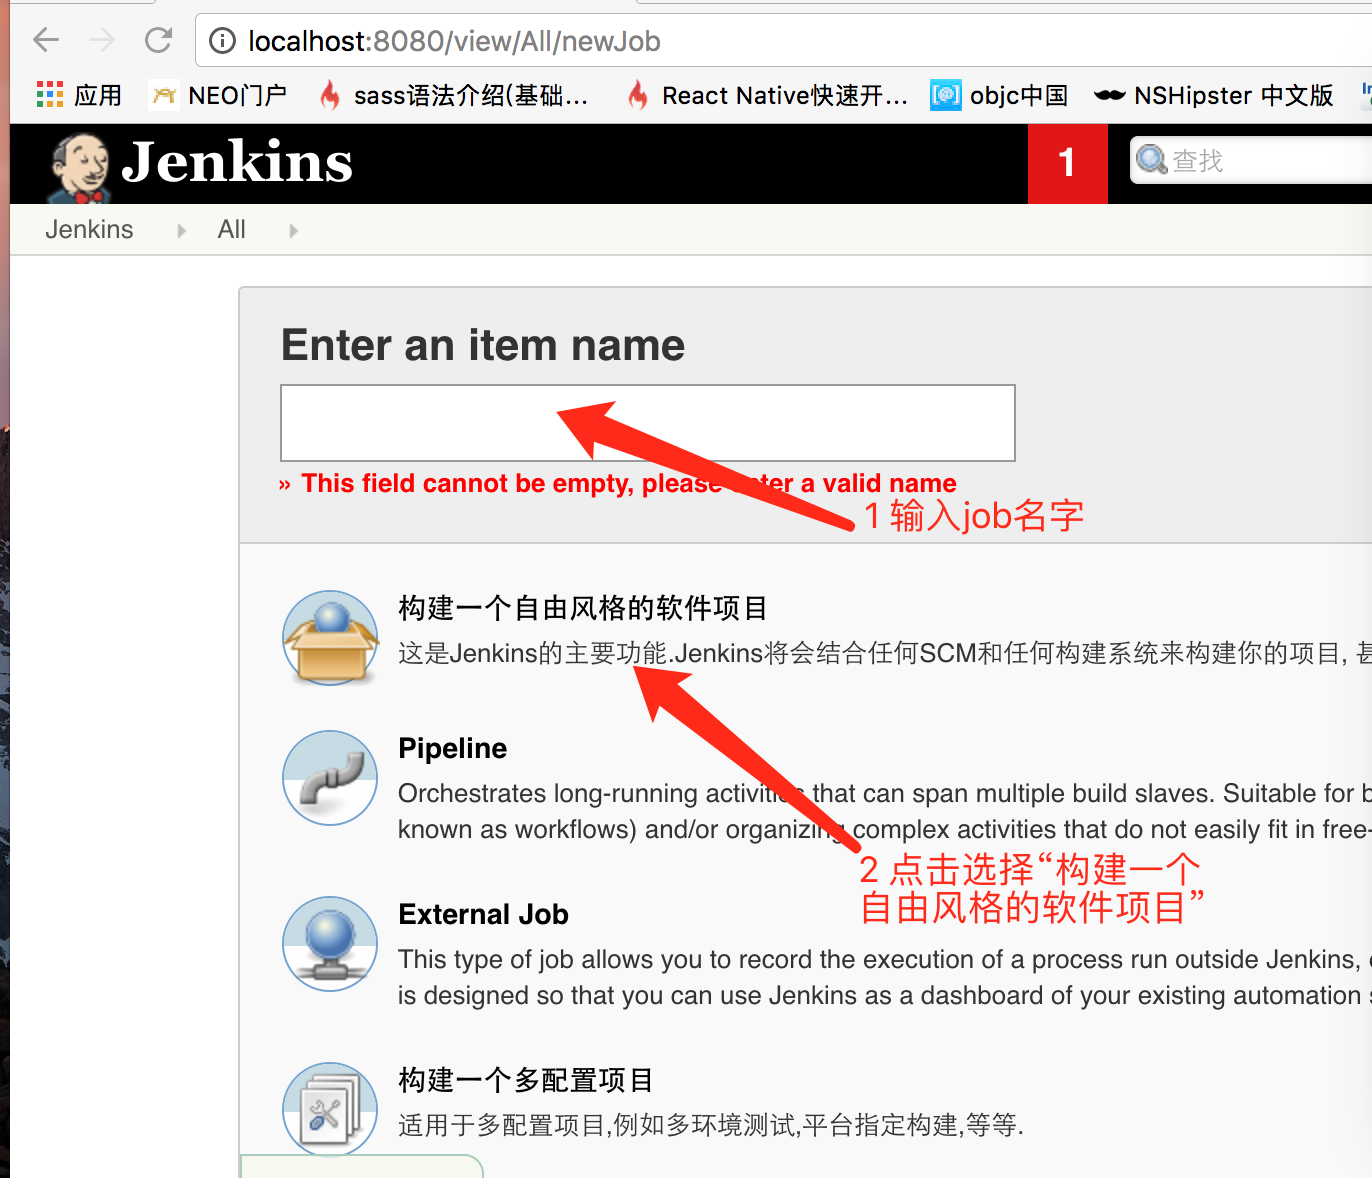 localhost:8080/view/All/newJob
应用 NEO门户 sass语法介绍(基础... React Native快速开... objc中国 NSHipster 中文版 In
Jenkins 1 查找
Jenkins All
Enter an item name
» This field cannot be empty, please enter a valid name
1 输入job名字
构建一个自由风格的软件项目
这是Jenkins的主要功能.Jenkins将会结合任何SCM和任何构建系统来构建你的项目, 甚
Pipeline
Orchestrates long-running activities that can span multiple build slaves. Suitable for b
known as workflows) and/or organizing complex activities that do not easily fit in free-
2 点击选择“构建一个
自由风格的软件项目”
External Job
This type of job allows you to record the execution of a process run outside Jenkins,
is designed so that you can use Jenkins as a dashboard of your existing automation
构建一个多配置项目
适用于多配置项目,例如多环境测试,平台指定构建,等等.